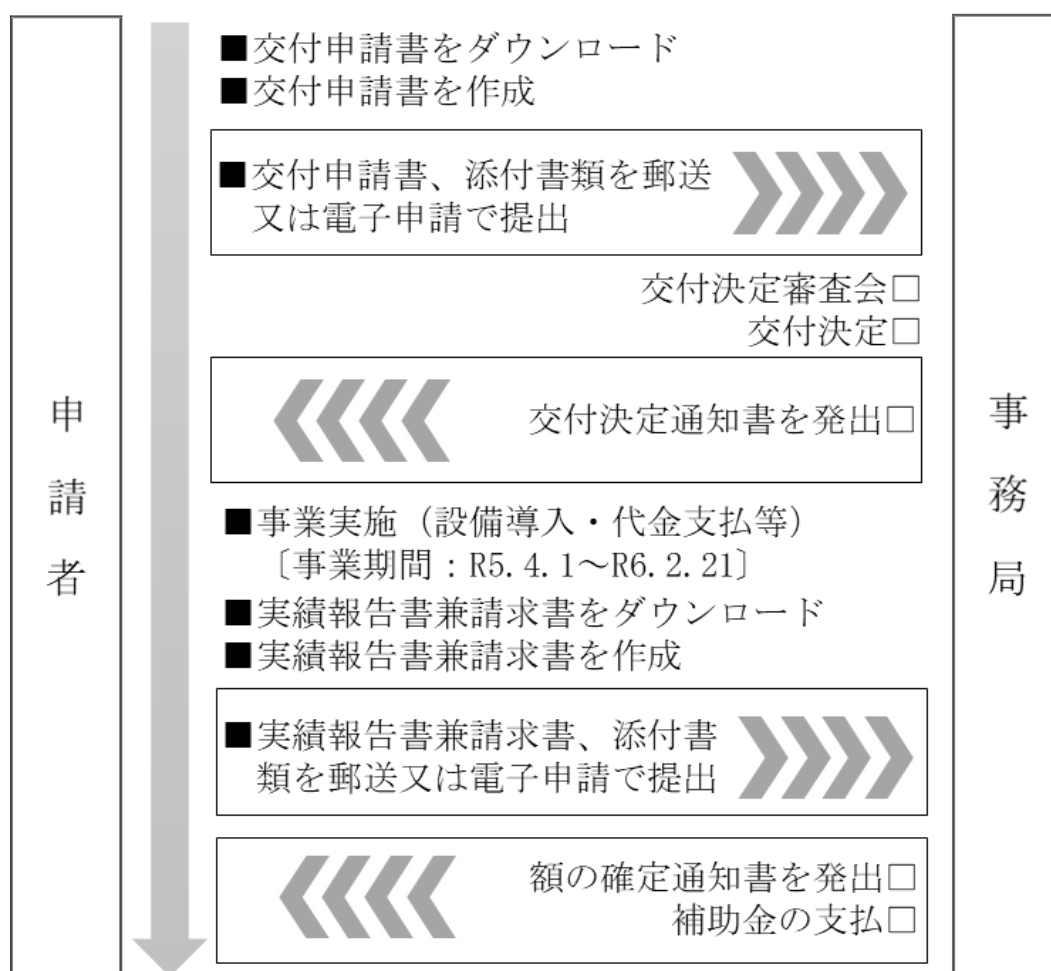 ■交付申請書をダウンロード
■交付申請書を作成
■交付申請書、添付書類を郵送
又は電子申請で提出
交付決定審査会□
交付決定□
交付決定通知書を発出□
申請者
事務局
■事業実施（設備導入・代金支払等）
〔事業期間：R5.4.1～R6.2.21〕
■実績報告書兼請求書をダウンロード
■実績報告書兼請求書を作成
■実績報告書兼請求書、添付書
類を郵送又は電子申請で提出
額の確定通知書を発出□
補助金の支払□